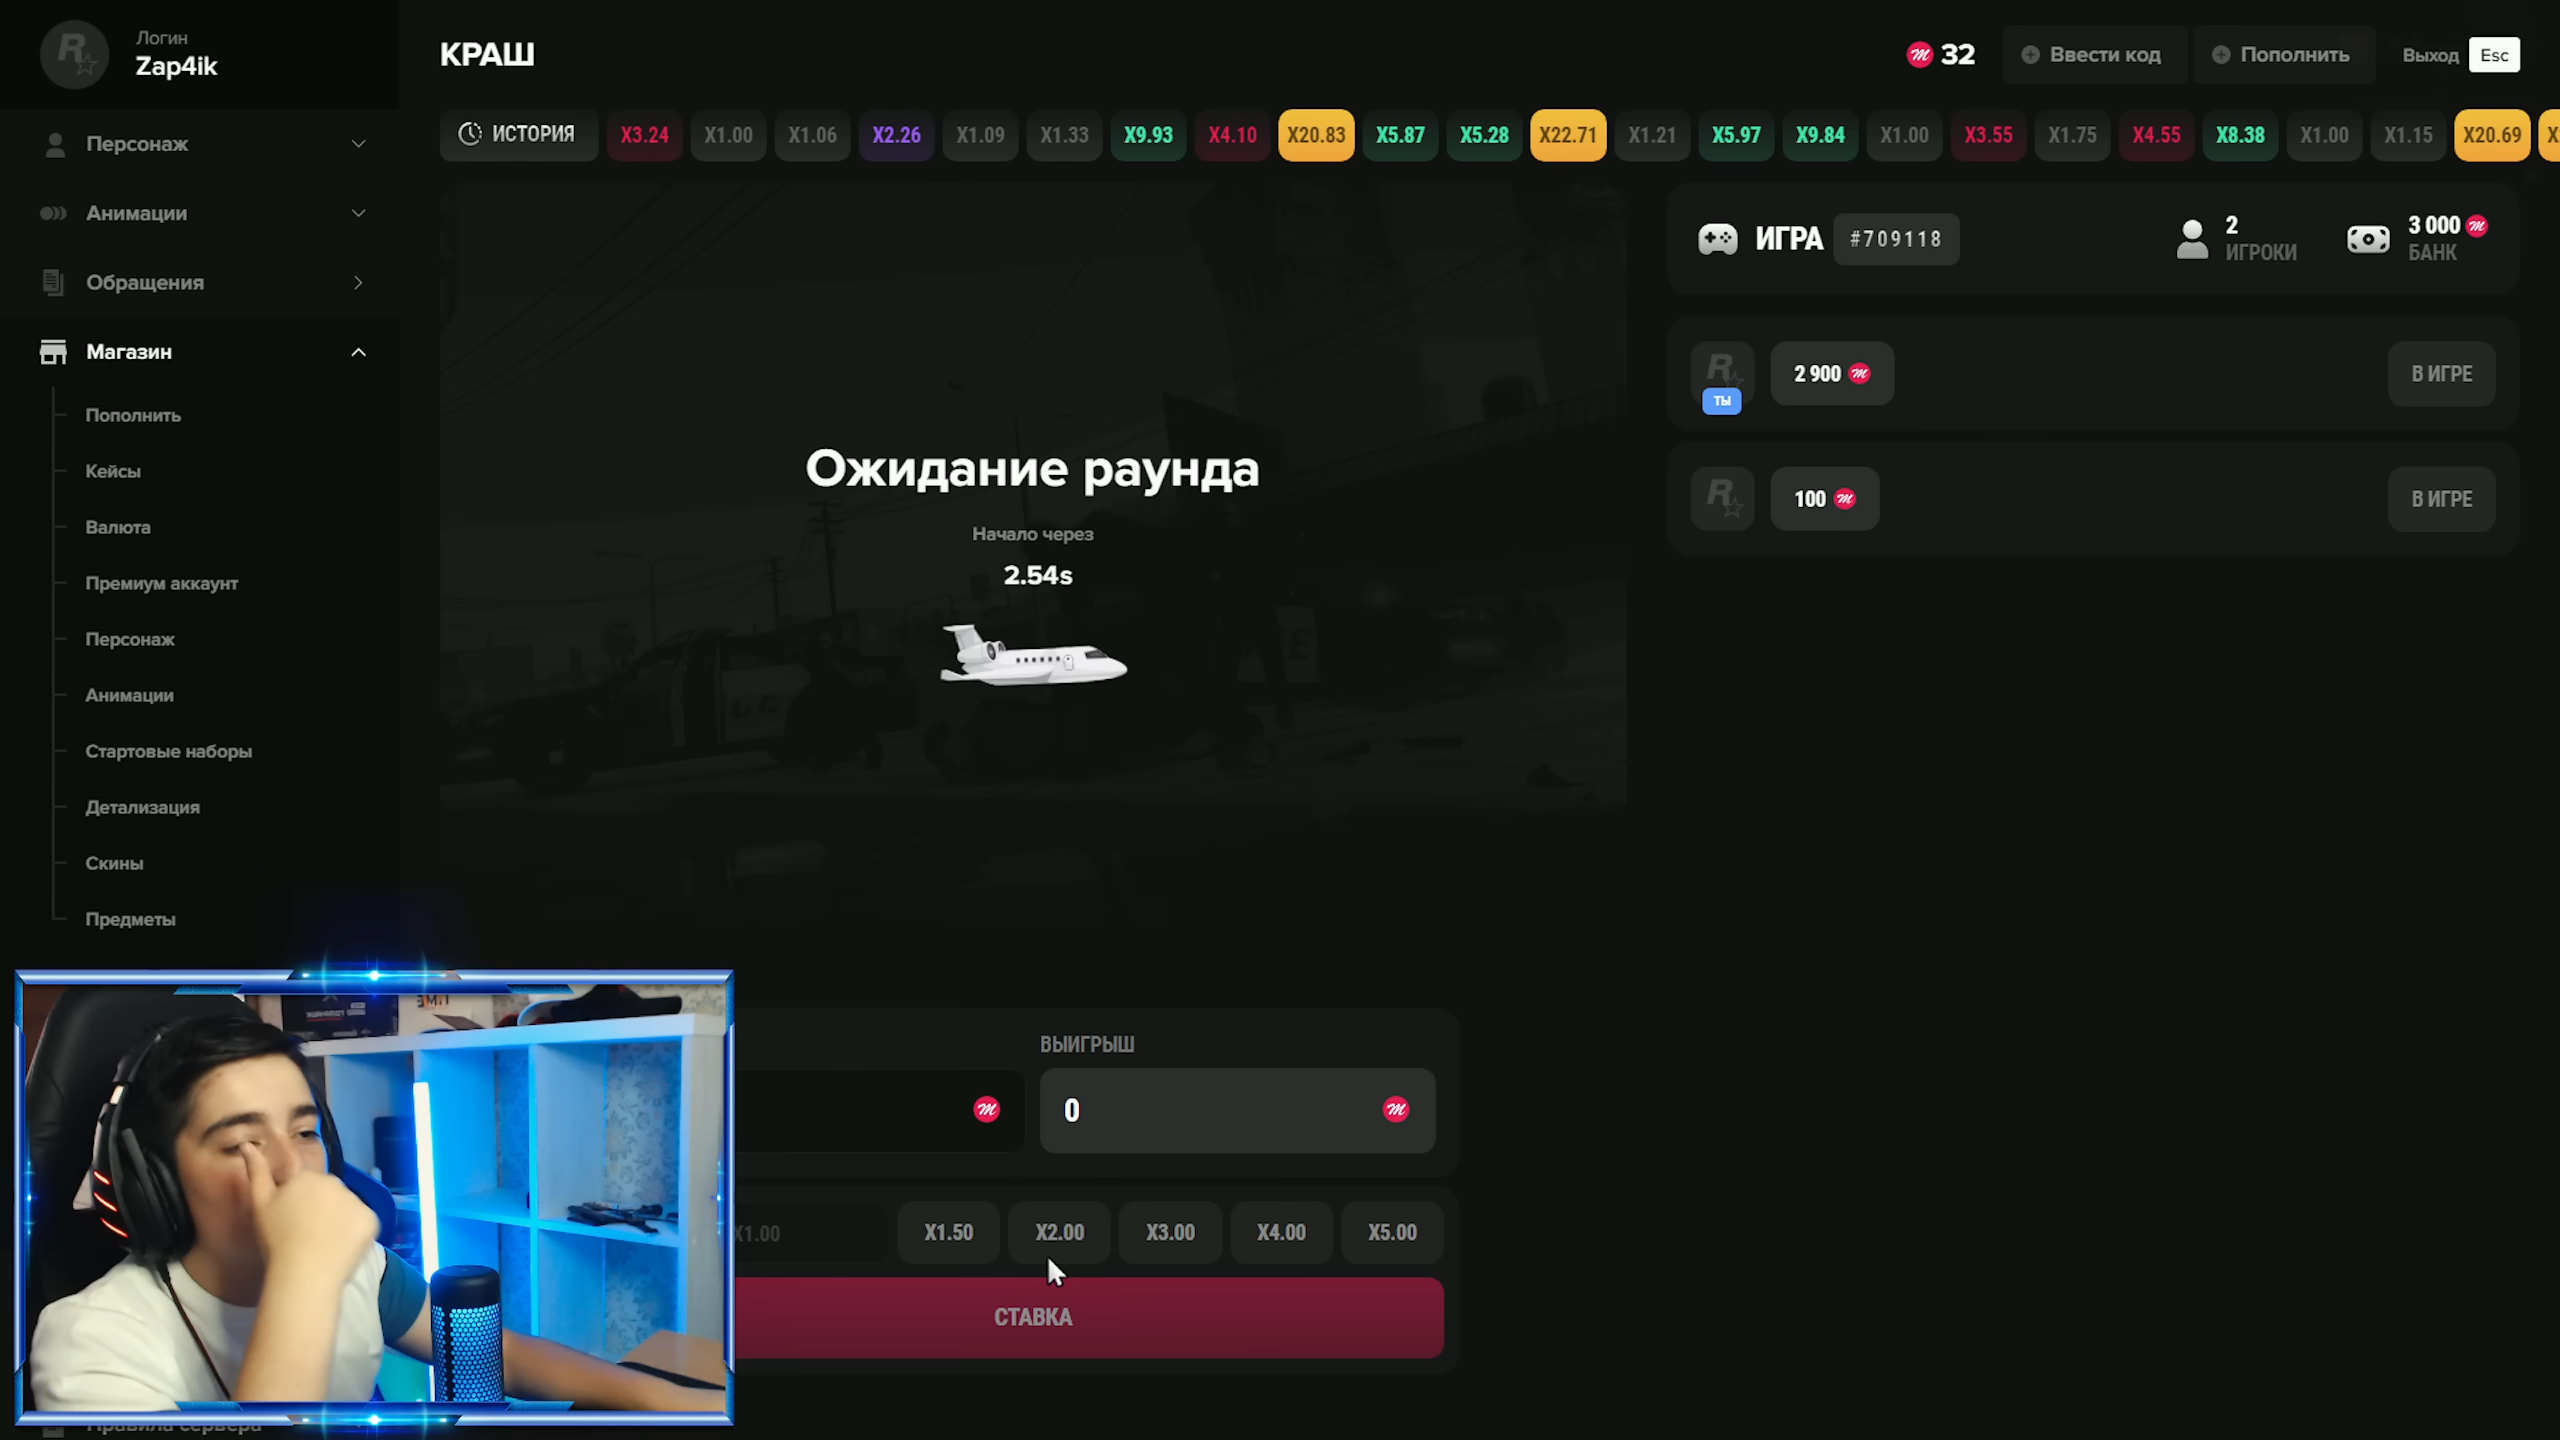 Логин
Zap4ik
КРАШ
32
Ввести код
Пополнить
Выход
Esc
ИСТОРИЯ
X3.24
X1.00
X1.06
X2.26
X1.09
X1.33
X9.93
X4.10
X20.83
X5.87
X5.28
X22.71
X1.21
X5.97
X9.84
X1.00
X3.55
X1.75
X4.55
X8.38
X1.00
X1.15
X20.69
Персонаж
Анимации
Обращения
Магазин
Пополнить
Кейсы
Валюта
Премиум аккаунт
Персонаж
Анимации
Стартовые наборы
Детализация
Скины
Предметы
Правила сервера
Ожидание раунда
Начало через
2.54s
ИГРА
#709118
2
ИГРОКИ
3 000
БАНК
ТЫ
2 900
В ИГРЕ
100
В ИГРЕ
ВЫИГРЫШ
0
X1.00
X1.50
X2.00
X3.00
X4.00
X5.00
СТАВКА